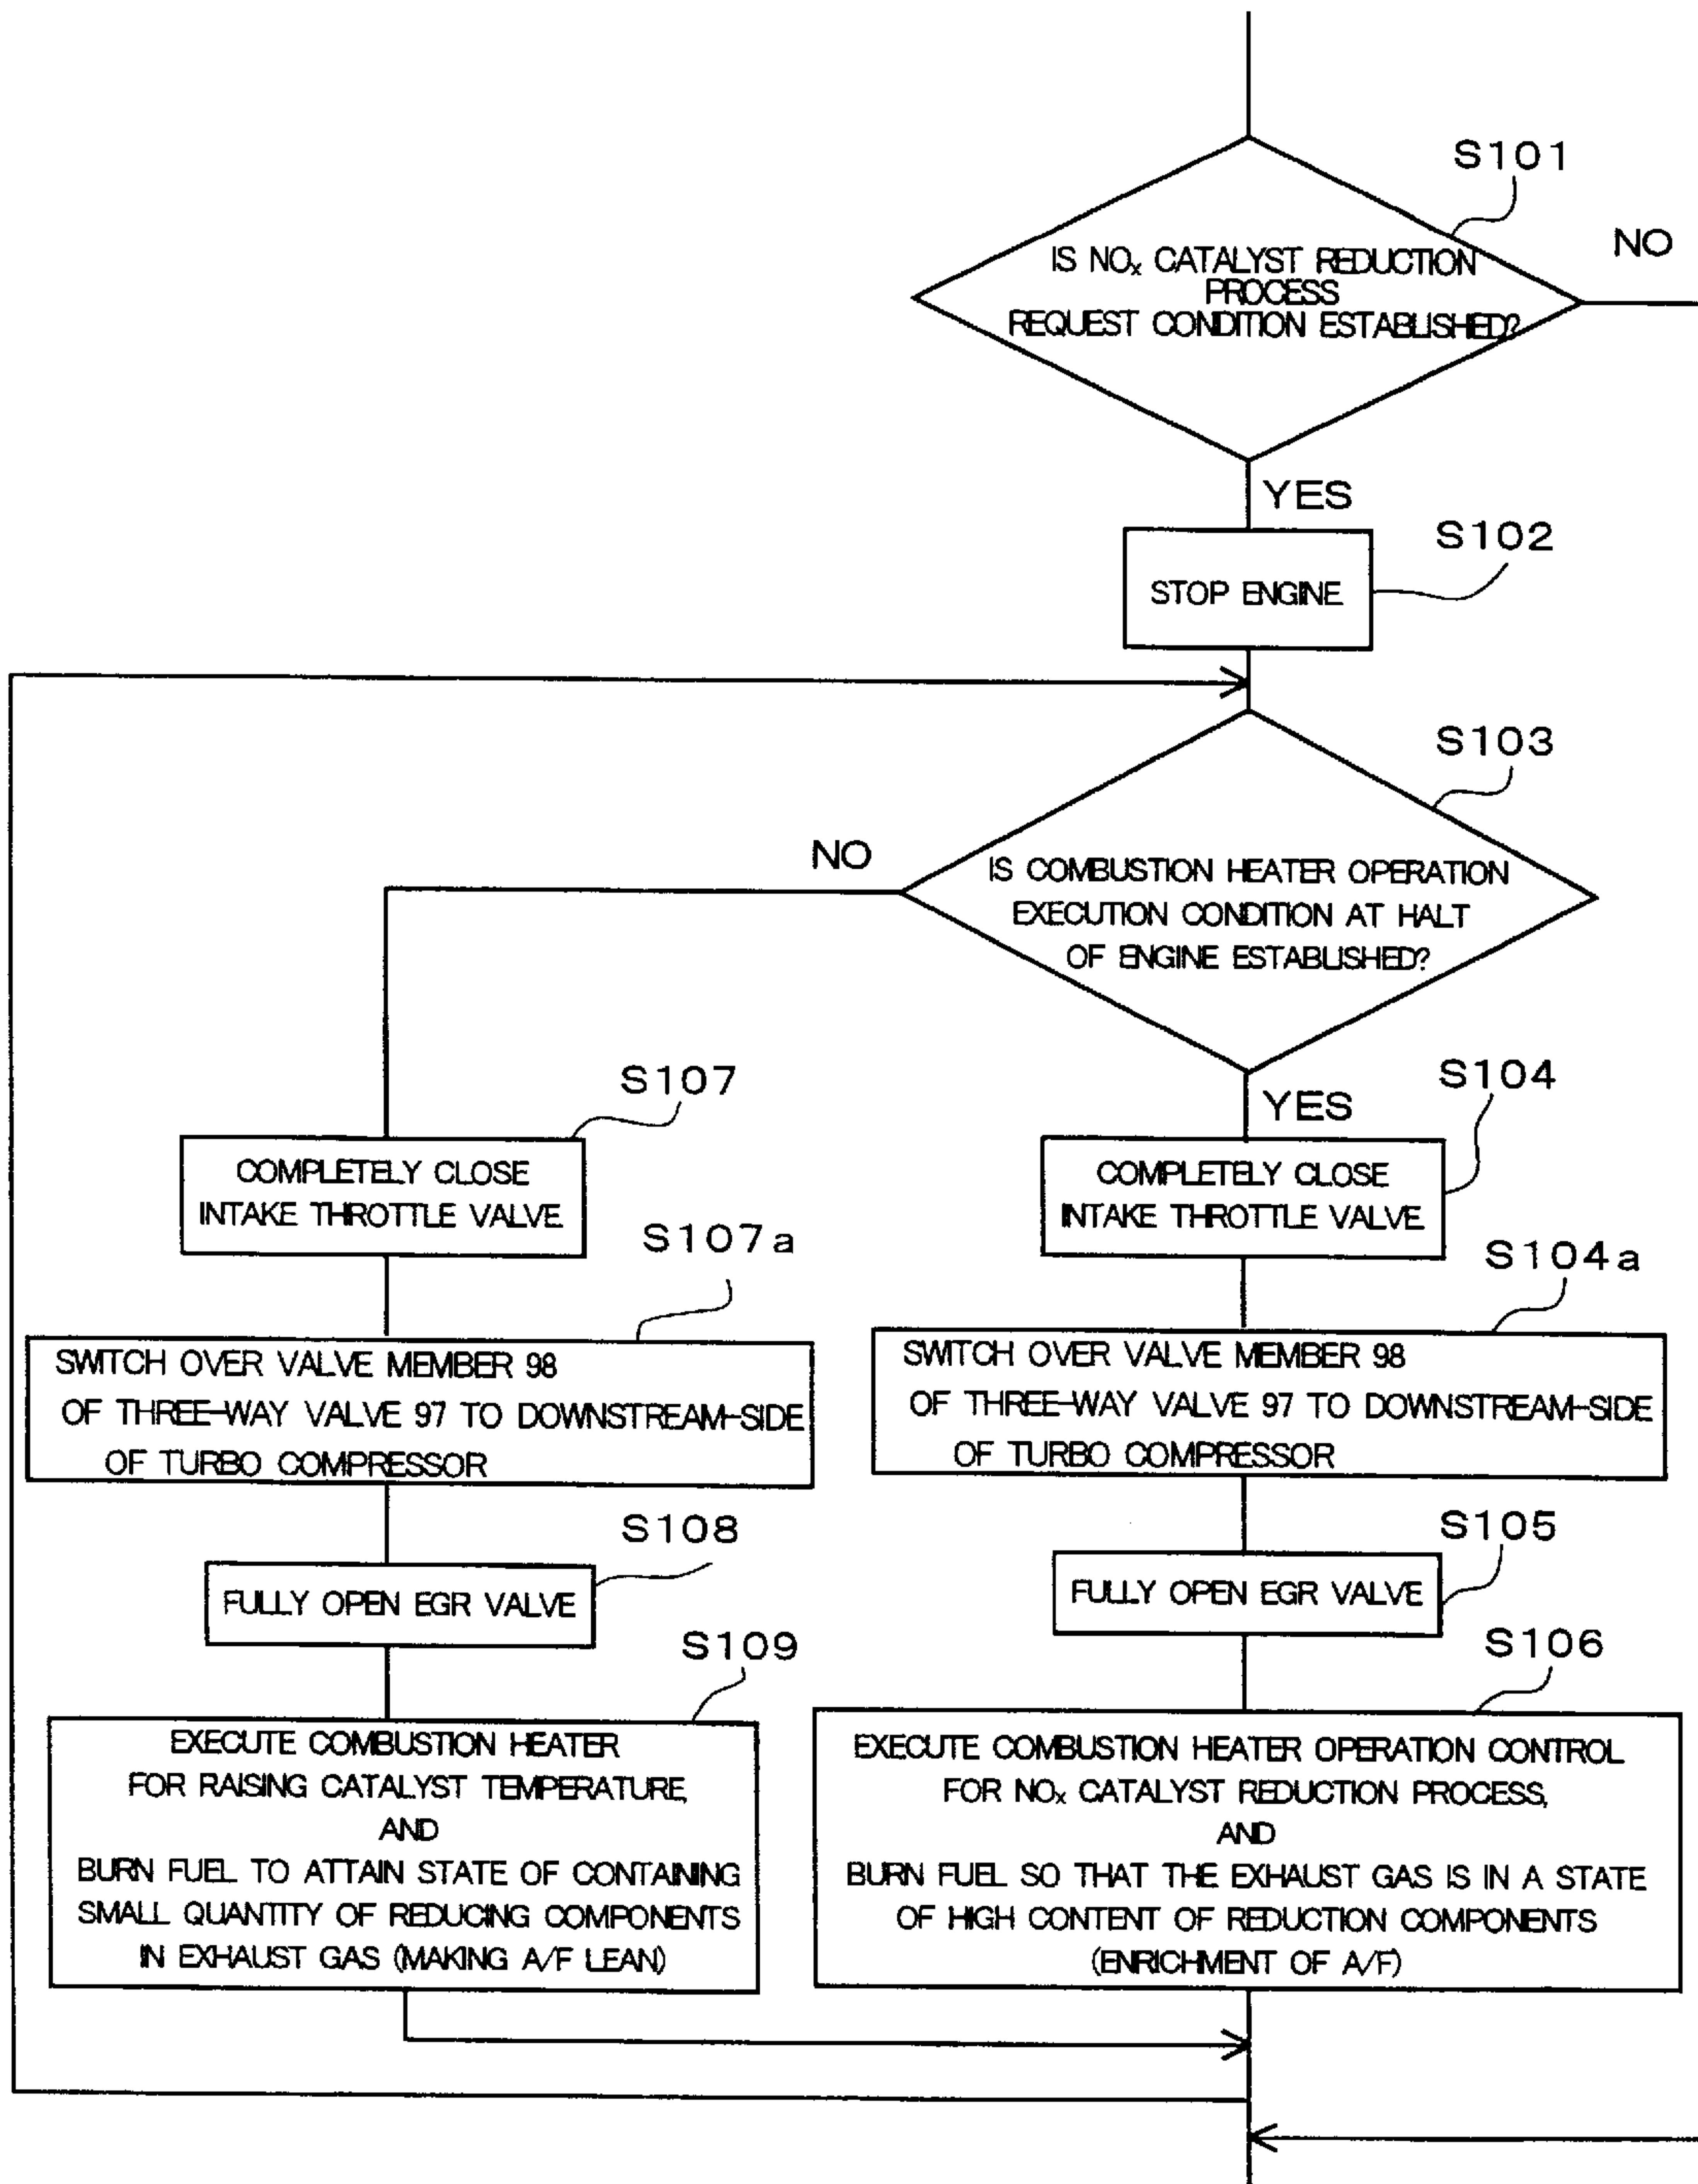 S101
NO
IS NOx CATALYST REDUCTION
PROCESS
REQUEST CONDITION ESTABLISHED?
YES
S102
STOP ENGINE
S103
NO
IS COMBUSTION HEATER OPERATION
EXECUTION CONDITION AT HALT
OF ENGINE ESTABLISHED?
YES
S107
COMPLETELY CLOSE
INTAKE THROTTLE VALVE
S104
COMPLETELY CLOSE
INTAKE THROTTLE VALVE
S107a
SWITCH OVER VALVE MEMBER 98
OF THREE-WAY VALVE 97 TO DOWNSTREAM-SIDE
OF TURBO COMPRESSOR
S104a
SWITCH OVER VALVE MEMBER 98
OF THREE-WAY VALVE 97 TO DOWNSTREAM-SIDE
OF TURBO COMPRESSOR
S108
FULLY OPEN EGR VALVE
S105
FULLY OPEN EGR VALVE
S109
EXECUTE COMBUSTION HEATER
FOR RAISING CATALYST TEMPERATURE,
AND
BURN FUEL TO ATTAIN STATE OF CONTAINING
SMALL QUANTITY OF REDUCING COMPONENTS
IN EXHAUST GAS (MAKING A/F LEAN)
S106
EXECUTE COMBUSTION HEATER OPERATION CONTROL
FOR NOx CATALYST REDUCTION PROCESS,
AND
BURN FUEL SO THAT THE EXHAUST GAS IS IN A STATE
OF HIGH CONTENT OF REDUCTION COMPONENTS
(ENRICHMENT OF A/F)